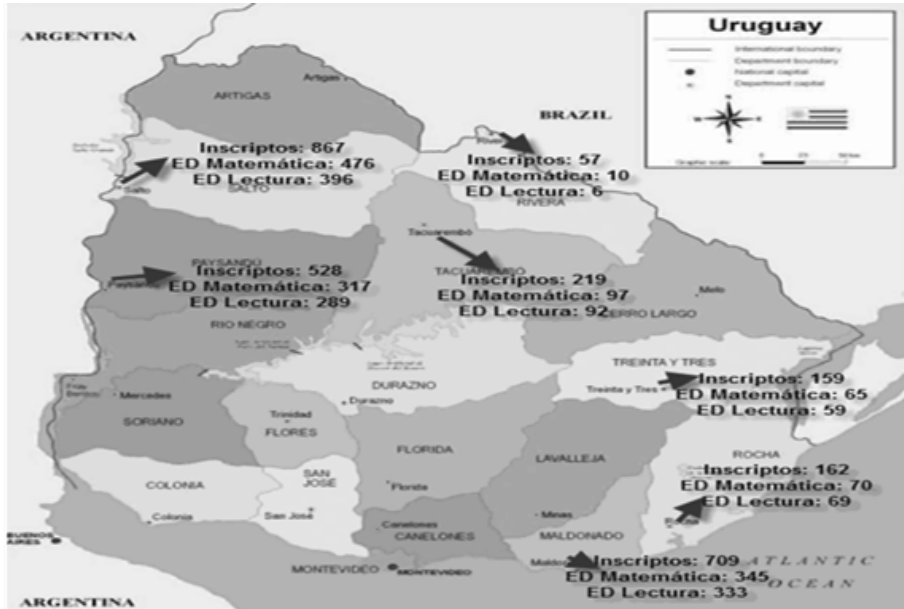 Uruguay
International boundary
Department boundary
National capital
Department capital
Graphic scale
ARGENTINA
Artigas
ARTIGAS
BRAZIL
Inscriptos: 867
ED Matemática: 476
ED Lectura: 396
Salto
SALTO
Inscriptos: 57
ED Matemática: 10
ED Lectura: 6
RIVERA
Tacuarembó
TACUAREMBO
Inscriptos: 219
ED Matemática: 97
ED Lectura: 92
PAYSANDÚ
Inscriptos: 528
ED Matemática: 317
ED Lectura: 289
RIO NEGRO
Melo
TREINTA Y TRES
Treinta y Tres
Inscriptos: 159
ED Matemática: 65
ED Lectura: 59
DURAZNO
Durazno
Mercedes
SORIANO
Trinidad
FLORES
FLORIDA
Florida
LAVALLEJA
Minas
ROCHA
Inscriptos: 162
ED Matemática: 70
ED Lectura: 69
COLONIA
Colonia
SAN
JOSÉ
San José
Canelones
CANELONES
MALDONADO
Inscriptos: 709
ED Matemática: 345
ED Lectura: 333
MONTEVIDEO
MONTEVIDEO
BUENOS
AIRES
ARGENTINA
ATLANTIC
OCEAN